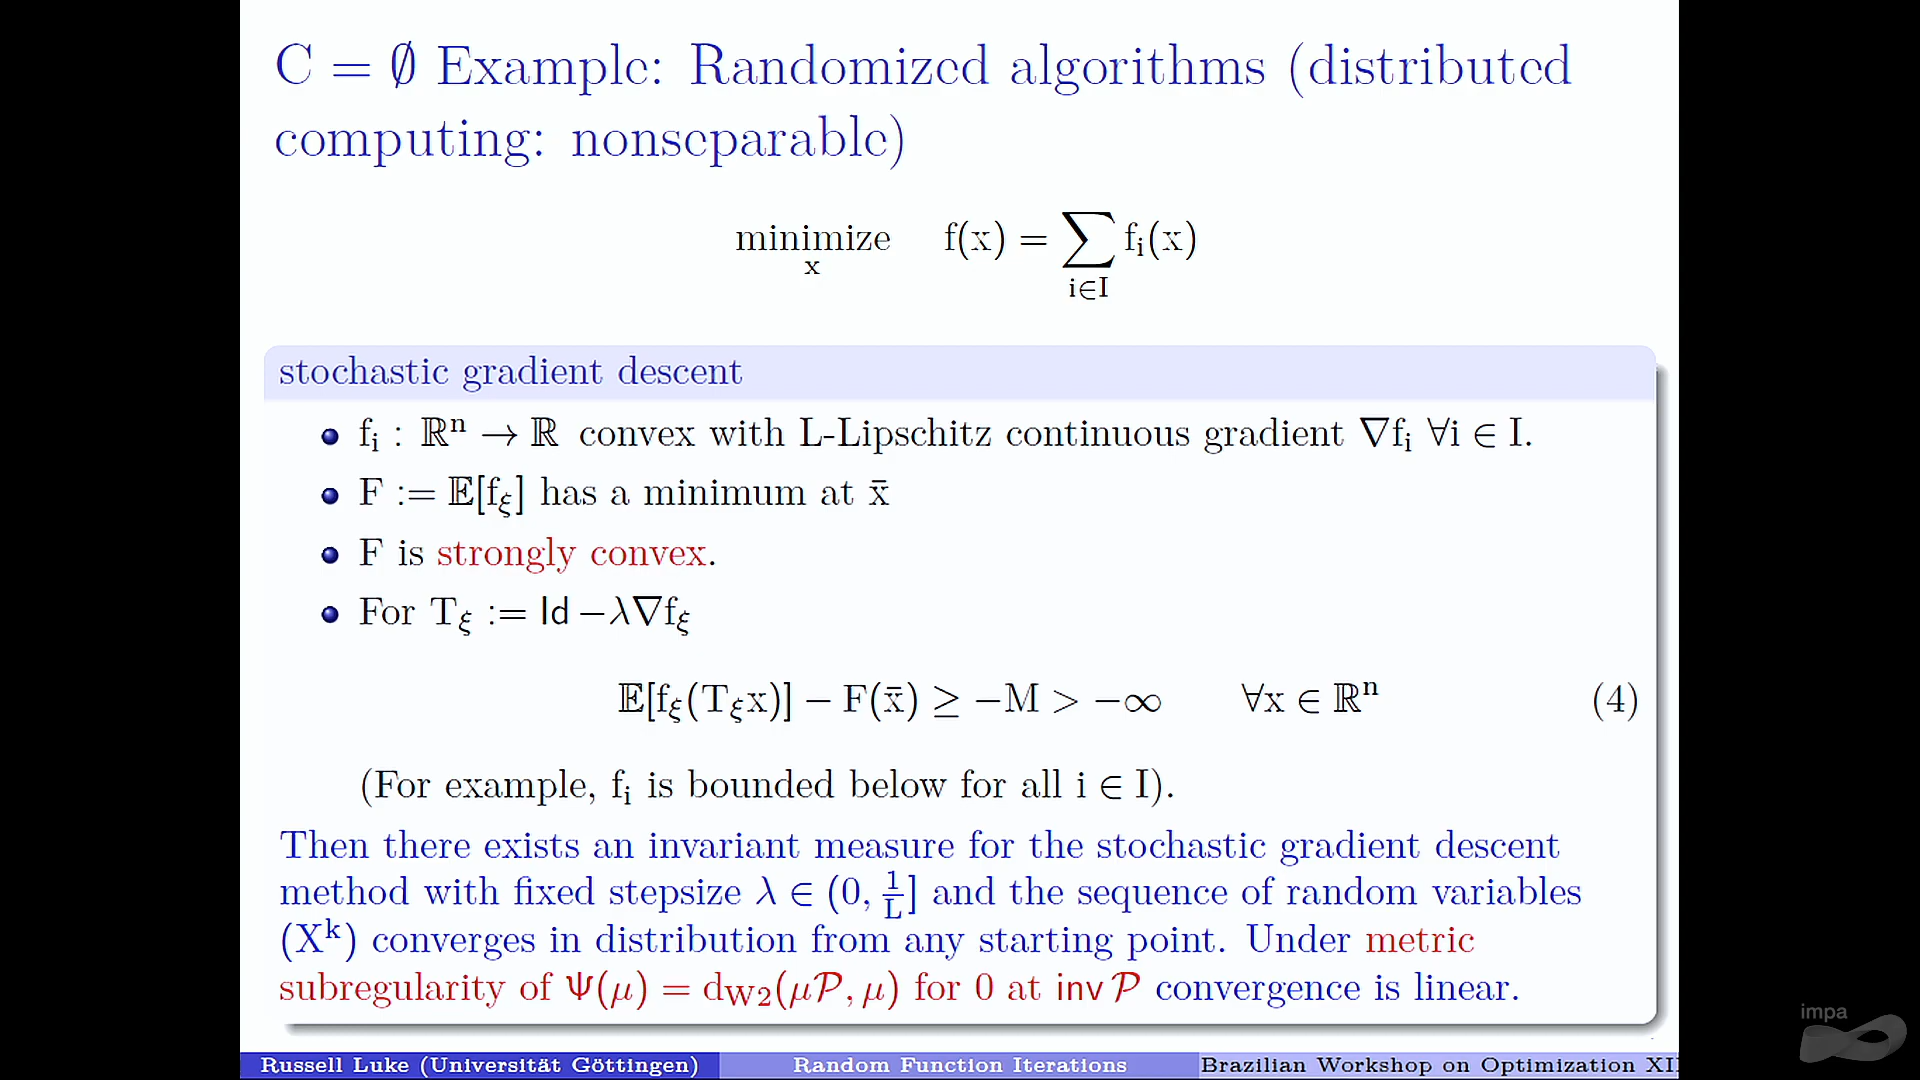 C = ∅ Example: Randomized algorithms (distributed
computing: nonseparable)
minimize f(x) = ∑ fᵢ(x)
x i∈I
stochastic gradient descent
• fᵢ : ℝⁿ → ℝ convex with L-Lipschitz continuous gradient ∇fᵢ ∀i ∈ I.
• F := 𝔼[f_ξ] has a minimum at x̄
• F is strongly convex.
• For T_ξ := Id −λ∇f_ξ
𝔼[f_ξ(T_ξx)] − F(x̄) ≥ −M > −∞ ∀x ∈ ℝⁿ (4)
(For example, fᵢ is bounded below for all i ∈ I).
Then there exists an invariant measure for the stochastic gradient descent
method with fixed stepsize λ ∈ (0, 1/L] and the sequence of random variables
(Xᵏ) converges in distribution from any starting point. Under metric
subregularity of Ψ(μ) = d_W2(μ𝒫, μ) for 0 at inv 𝒫 convergence is linear.
impa
Russell Luke (Universität Göttingen) Random Function Iterations Brazilian Workshop on Optimization XII